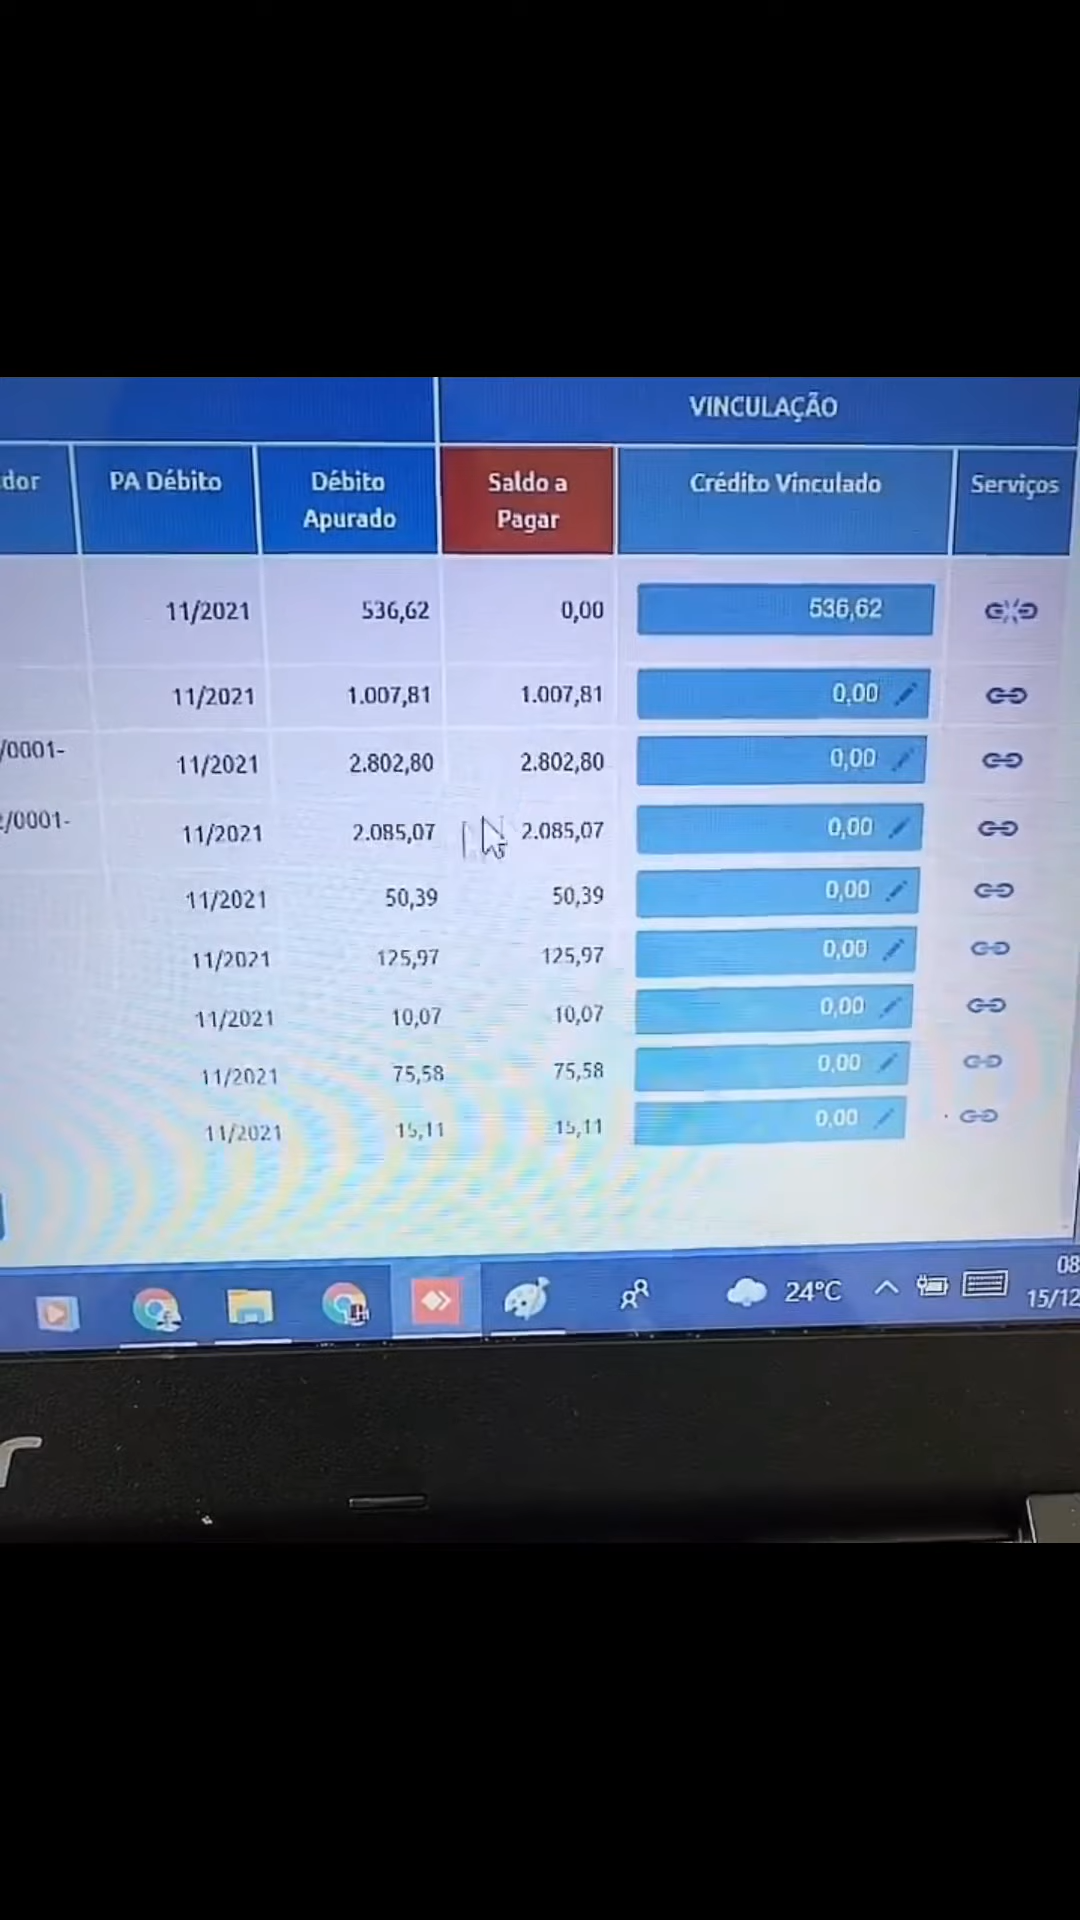 VINCULAÇÃO
dor PA Débito Débito Apurado Saldo a Pagar Crédito Vinculado Serviços
11/2021 536,62 0,00 536,62
11/2021 1.007,81 1.007,81 0,00
/0001- 11/2021 2.802,80 2.802,80 0,00
/0001- 11/2021 2.085,07 2.085,07 0,00
11/2021 50,39 50,39 0,00
11/2021 125,97 125,97 0,00
11/2021 10,07 10,07 0,00
11/2021 75,58 75,58 0,00
11/2021 15,11 15,11 0,00
24°C 08
15/12